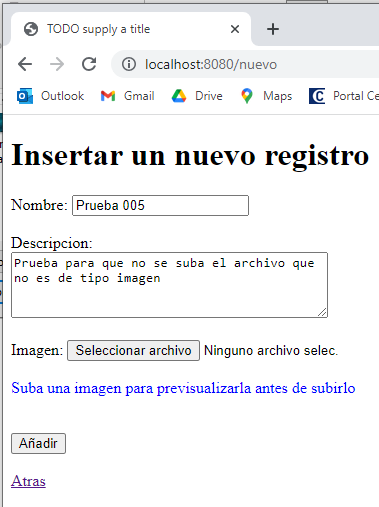 TODO supply a title
localhost:8080/nuevo
Outlook Gmail Drive Maps Portal Ce
Insertar un nuevo registro
Nombre: Prueba 005
Descripcion:
Prueba para que no se suba el archivo que
no es de tipo imagen
Imagen: Seleccionar archivo Ninguno archivo selec.
Suba una imagen para previsualizarla antes de subirlo
Añadir
Atras